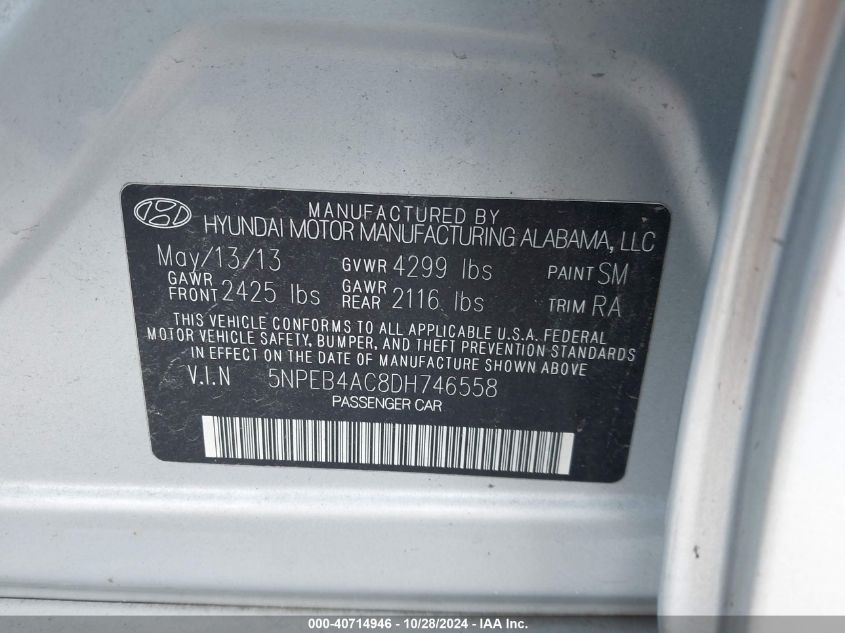 MANUFACTURED BY
HYUNDAI MOTOR MANUFACTURING ALABAMA, LLC
May/13/13 GVWR 4299 lbs PAINT SM
GAWR FRONT 2425 lbs GAWR REAR 2116 lbs TRIM RA
THIS VEHICLE CONFORMS TO ALL APPLICABLE U.S.A. FEDERAL
MOTOR VEHICLE SAFETY, BUMPER, AND THEFT PREVENTION STANDARDS
IN EFFECT ON THE DATE OF MANUFACTURE SHOWN ABOVE
V.I.N 5NPEB4AC8DH746558
PASSENGER CAR
000-40714946 - 10/28/2024 - IAA Inc.